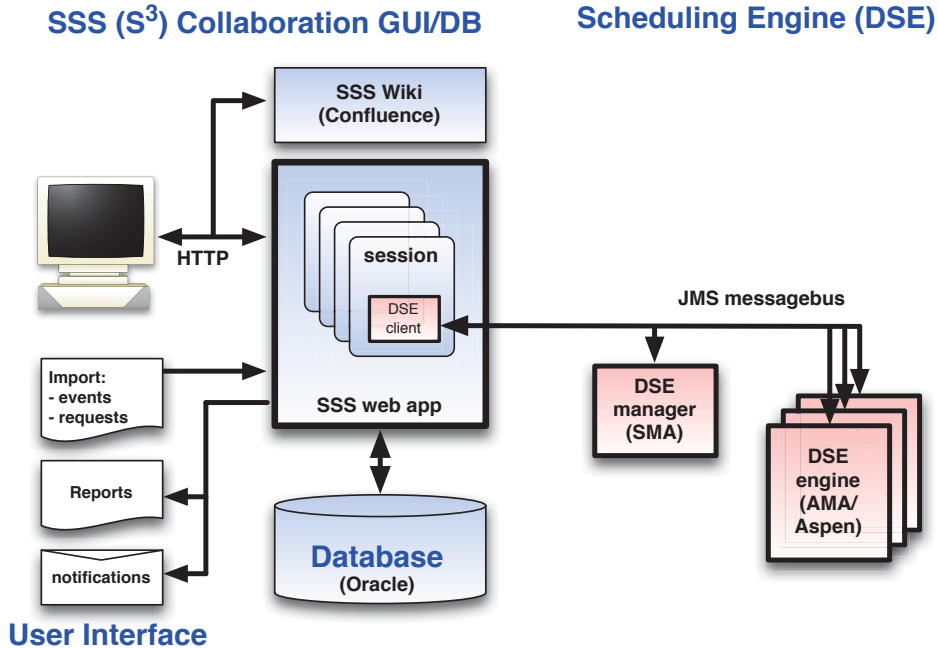 SSS (S³) Collaboration GUI/DB
Scheduling Engine (DSE)
SSS Wiki
(Confluence)
HTTP
session
DSE
client
SSS web app
JMS messagebus
DSE
manager
(SMA)
DSE
engine
(AMA/
Aspen)
Import:
- events
- requests
Reports
notifications
Database
(Oracle)
User Interface